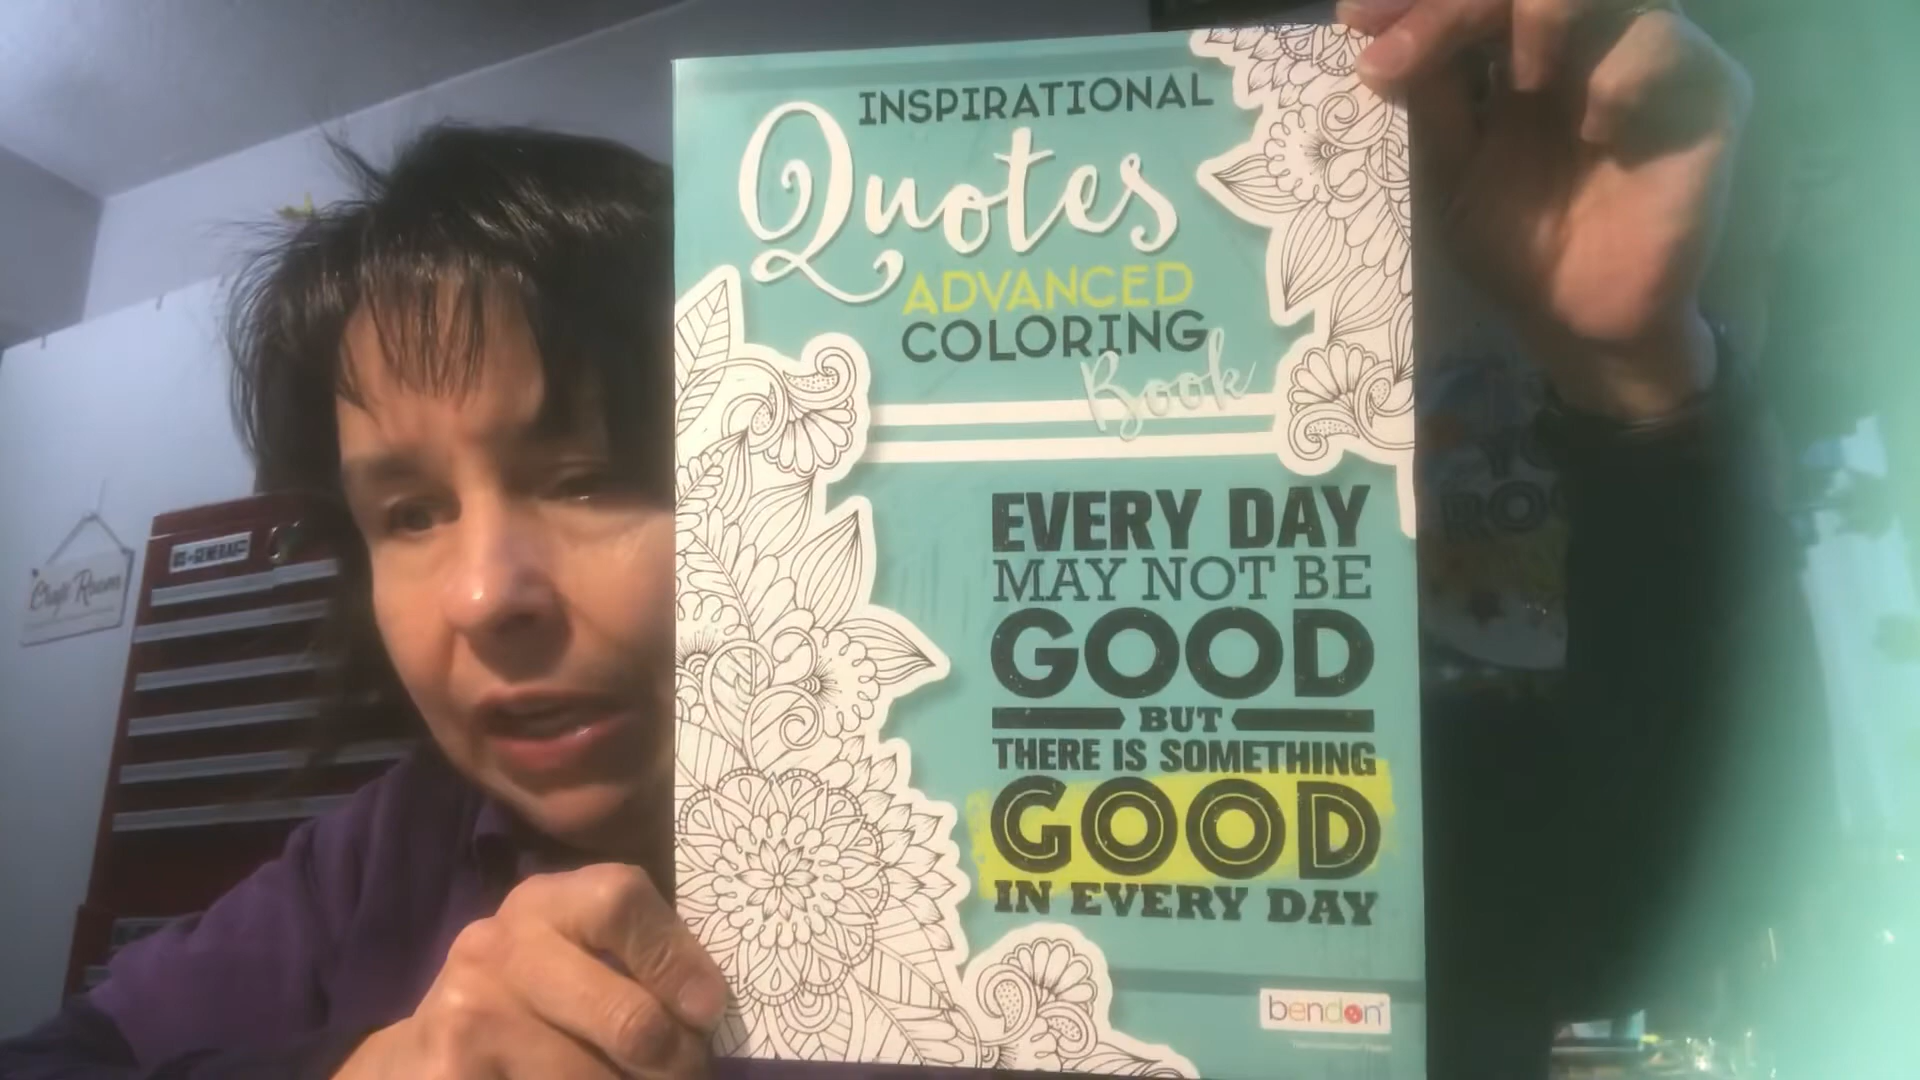 INSPIRATIONAL
Quotes
ADVANCED
COLORING
Book
EVERY DAY
MAY NOT BE
GOOD
BUT
THERE IS SOMETHING
GOOD
IN EVERY DAY
bendon
Craft Room